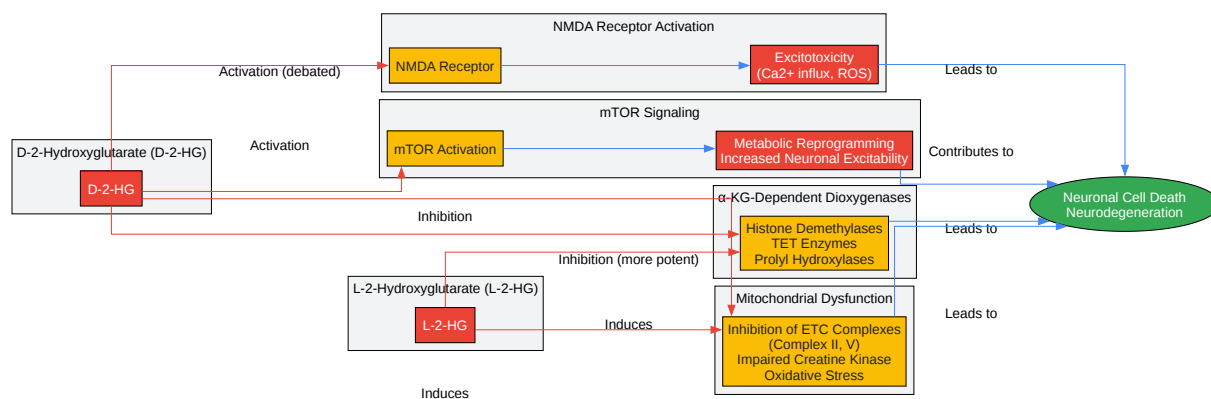 NMDA Receptor Activation
NMDA Receptor
Excitotoxicity
(Ca2+ influx, ROS)
Activation (debated)
Leads to
mTOR Signaling
mTOR Activation
Metabolic Reprogramming
Increased Neuronal Excitability
Activation
Contributes to
D-2-Hydroxyglutarate (D-2-HG)
D-2-HG
α-KG-Dependent Dioxygenases
Histone Demethylases
TET Enzymes
Prolyl Hydroxylases
Neuronal Cell Death
Neurodegeneration
Inhibition
Leads to
Inhibition (more potent)
L-2-Hydroxyglutarate (L-2-HG)
L-2-HG
Mitochondrial Dysfunction
Inhibition of ETC Complexes
(Complex II, V)
Impaired Creatine Kinase
Oxidative Stress
Induces
Leads to
Induces